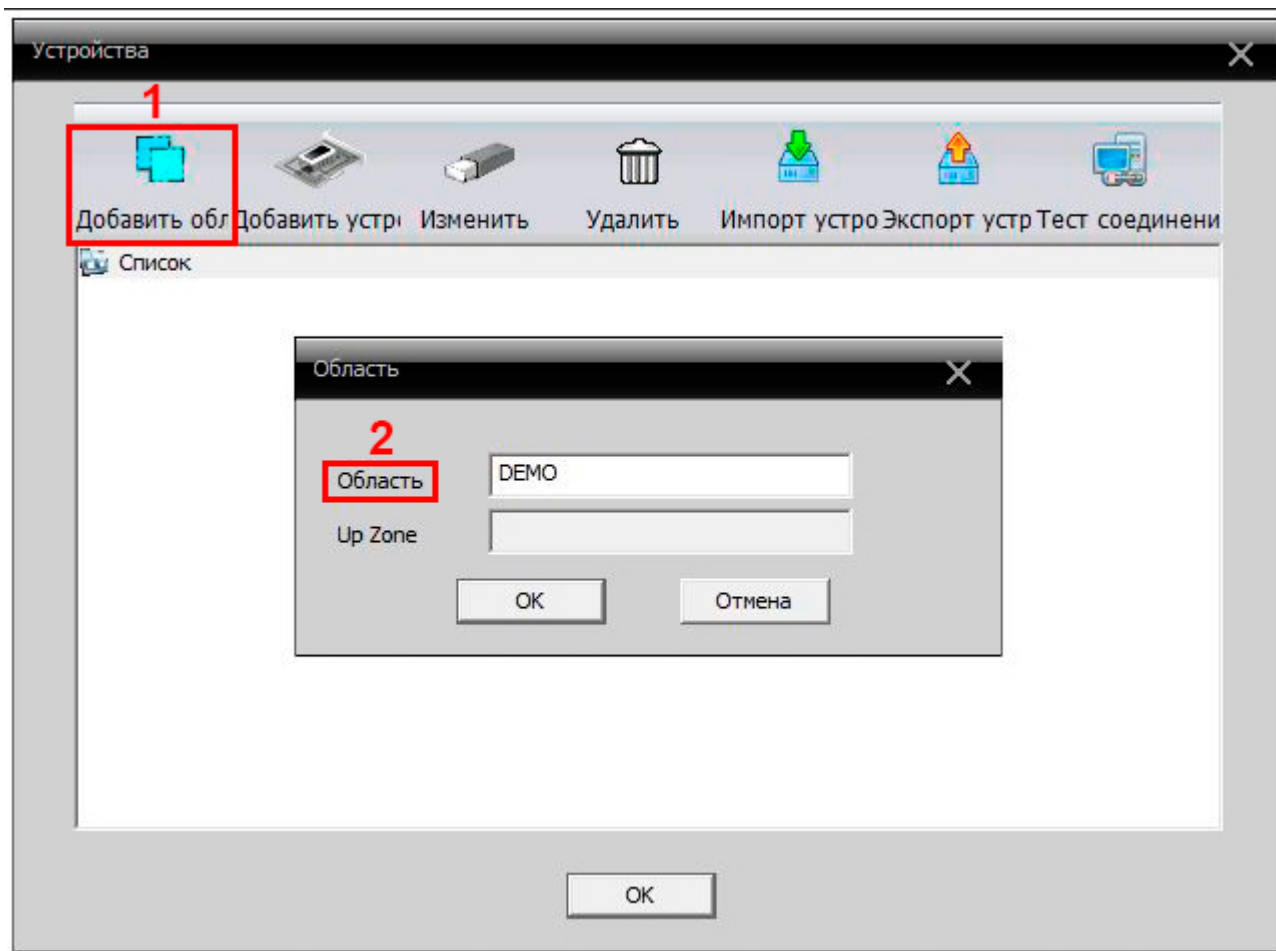 Устройства
1
Добавить обл Добавить устр Изменить Удалить Импорт устро Экспорт устр Тест соединени
Список
Область
2
Область DEMO
Up Zone
OK Отмена
OK